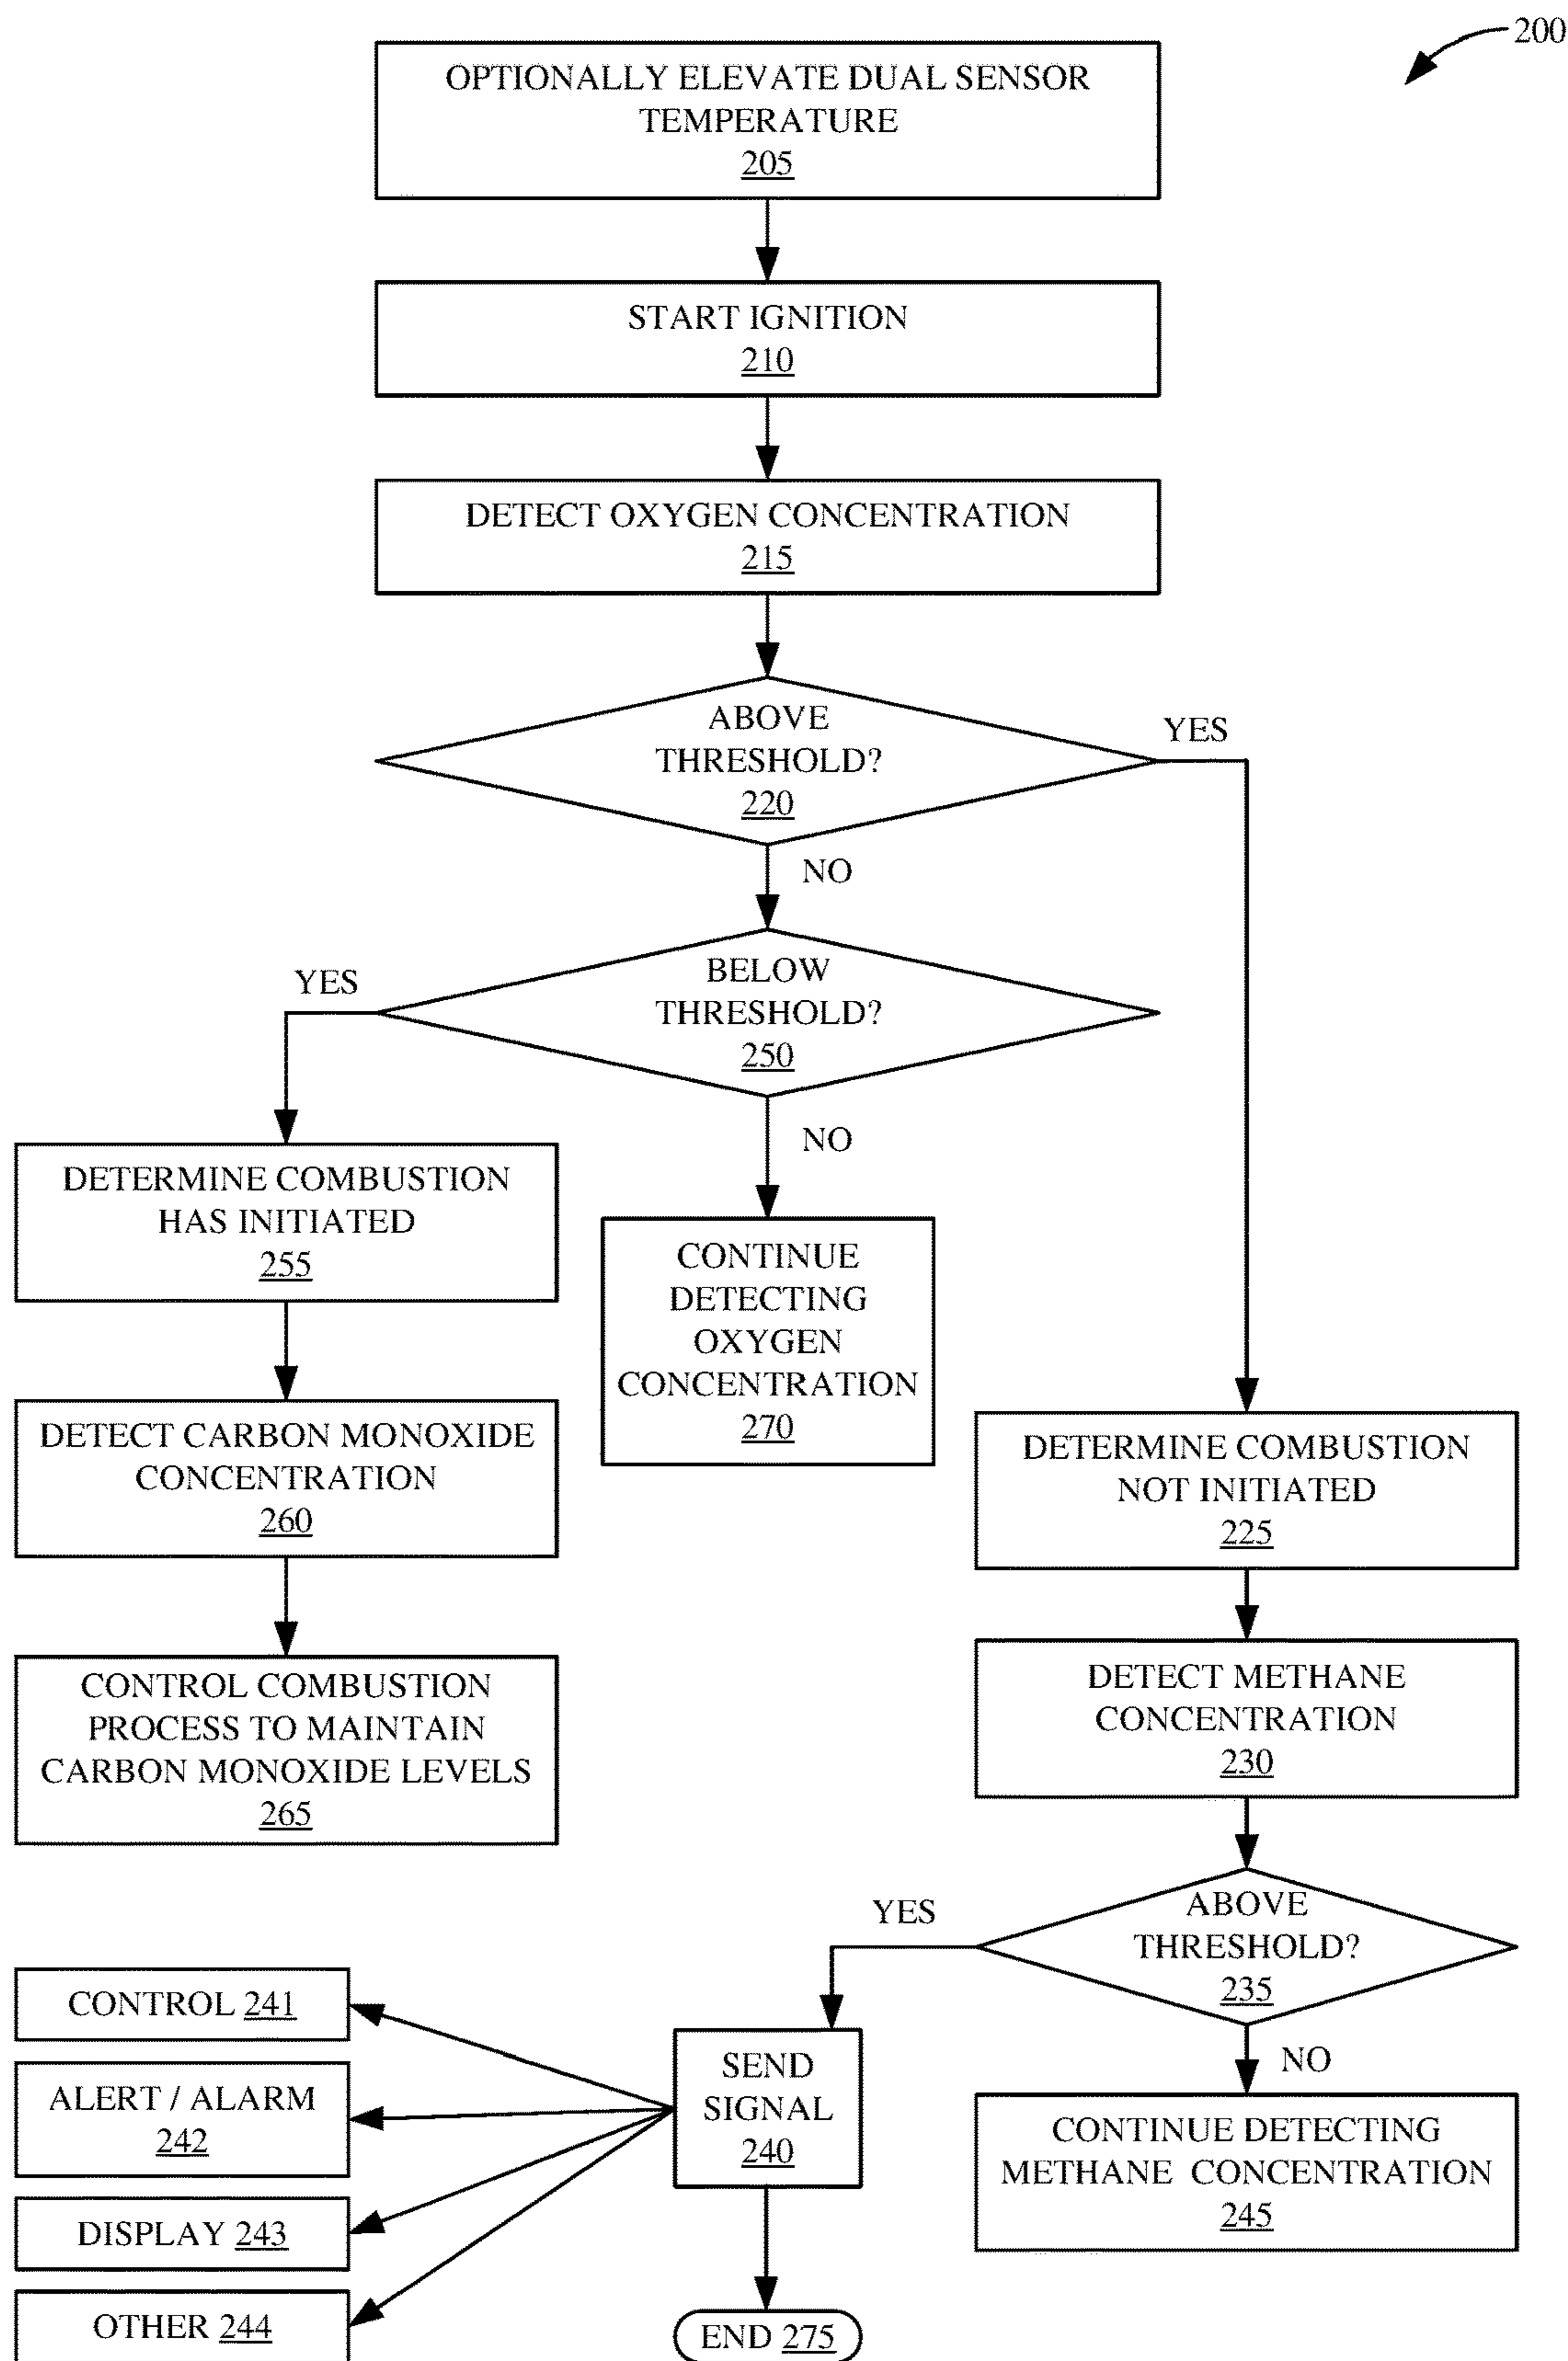 200
OPTIONALLY ELEVATE DUAL SENSOR
TEMPERATURE
205
START IGNITION
210
DETECT OXYGEN CONCENTRATION
215
ABOVE
THRESHOLD?
220
YES
NO
BELOW
THRESHOLD?
250
YES
NO
DETERMINE COMBUSTION
HAS INITIATED
255
CONTINUE
DETECTING
OXYGEN
CONCENTRATION
270
DETECT CARBON MONOXIDE
CONCENTRATION
260
DETERMINE COMBUSTION
NOT INITIATED
225
CONTROL COMBUSTION
PROCESS TO MAINTAIN
CARBON MONOXIDE LEVELS
265
DETECT METHANE
CONCENTRATION
230
ABOVE
THRESHOLD?
235
YES
NO
SEND
SIGNAL
240
CONTROL 241
ALERT / ALARM
242
DISPLAY 243
OTHER 244
CONTINUE DETECTING
METHANE CONCENTRATION
245
END 275